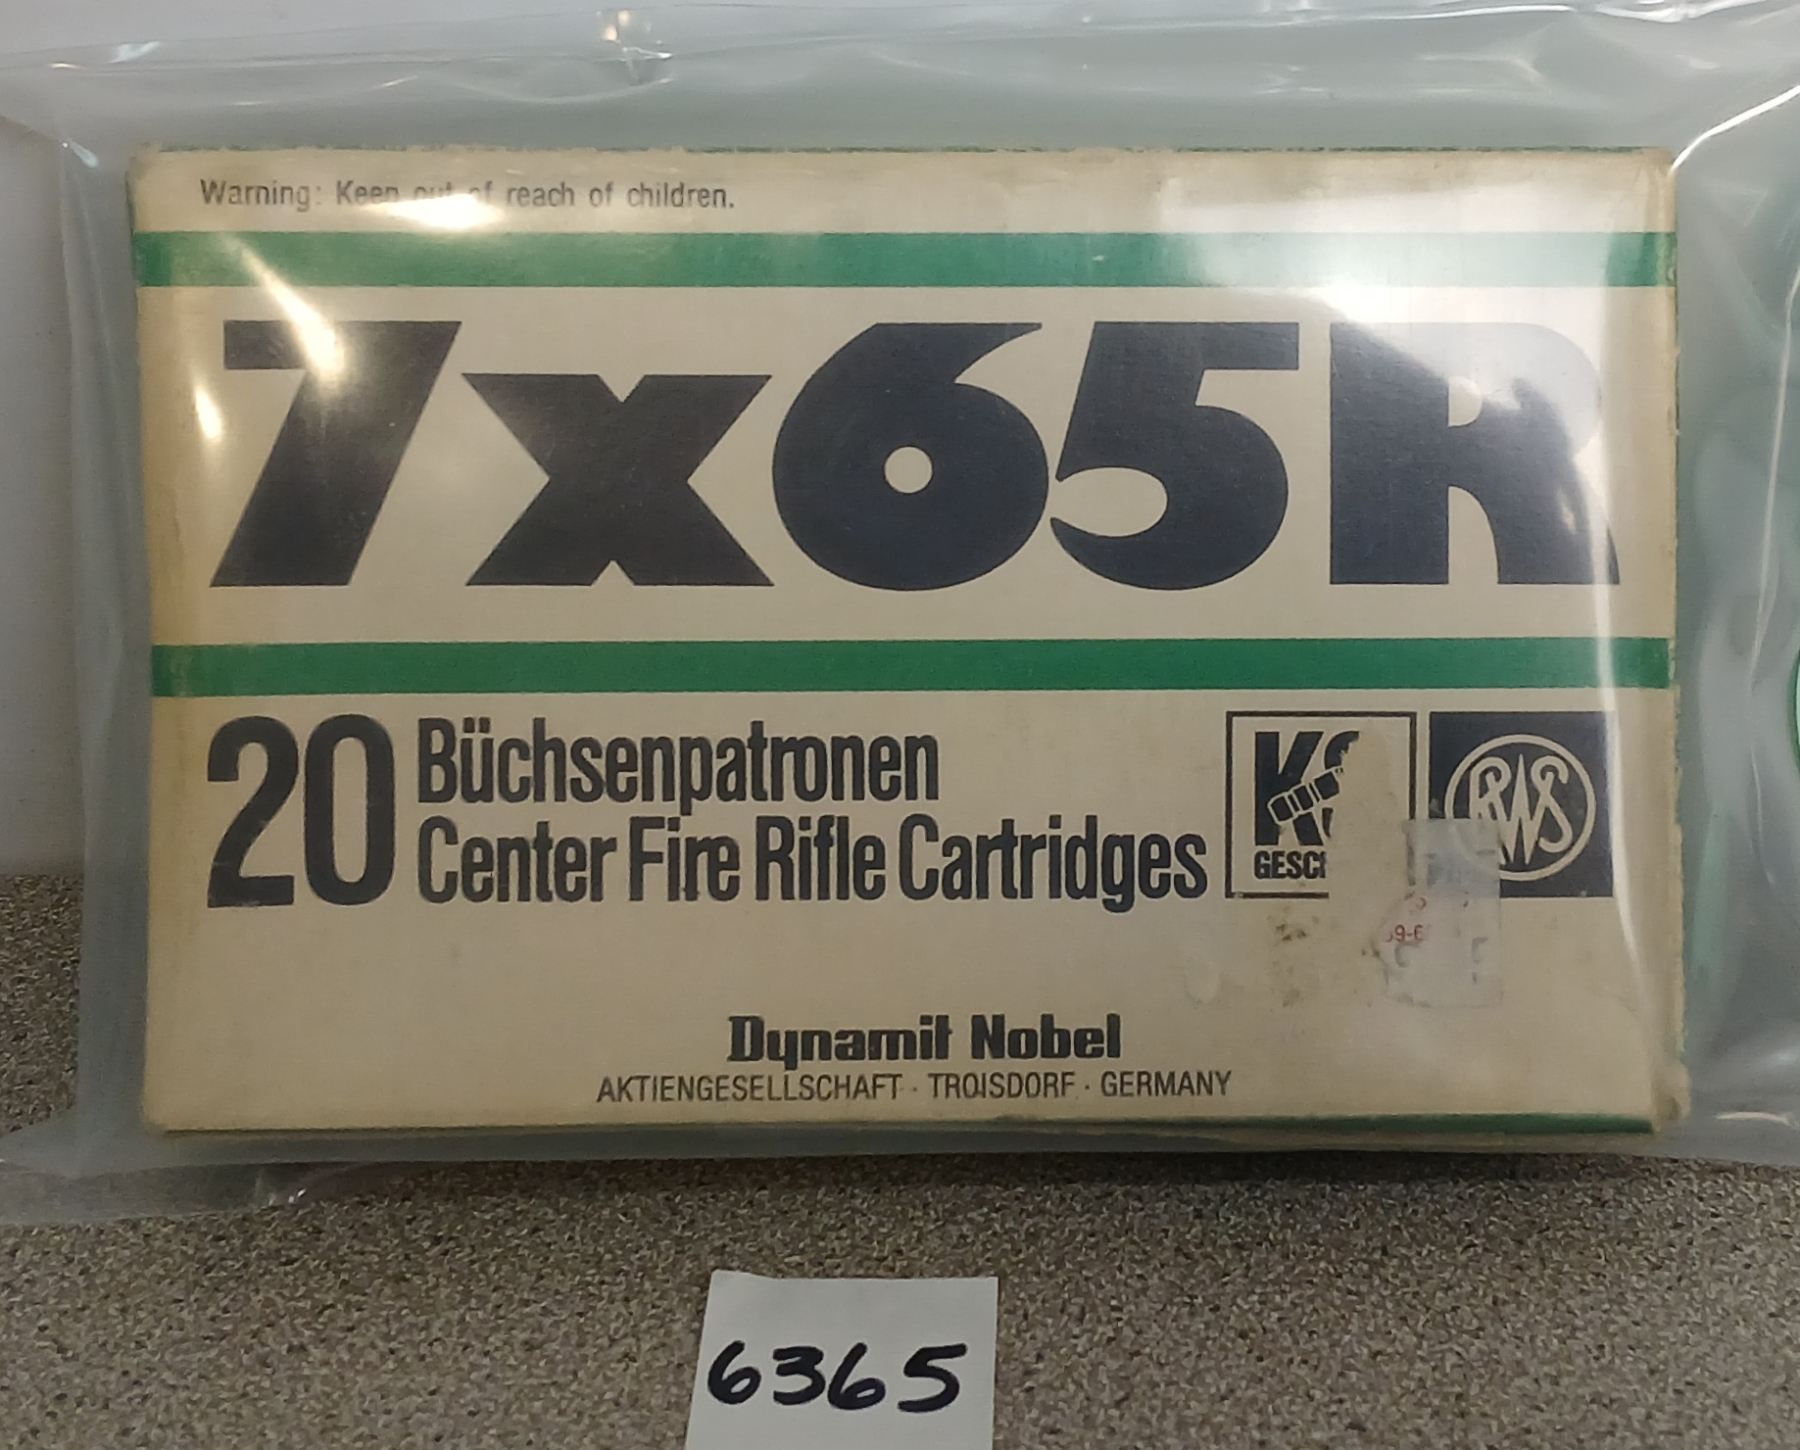 Warning: Keep out of reach of children.
7x65R
20 Büchsenpatronen
Center Fire Rifle Cartridges
RWS
Dynamit Nobel
AKTIENGESELLSCHAFT · TROISDORF · GERMANY
6365